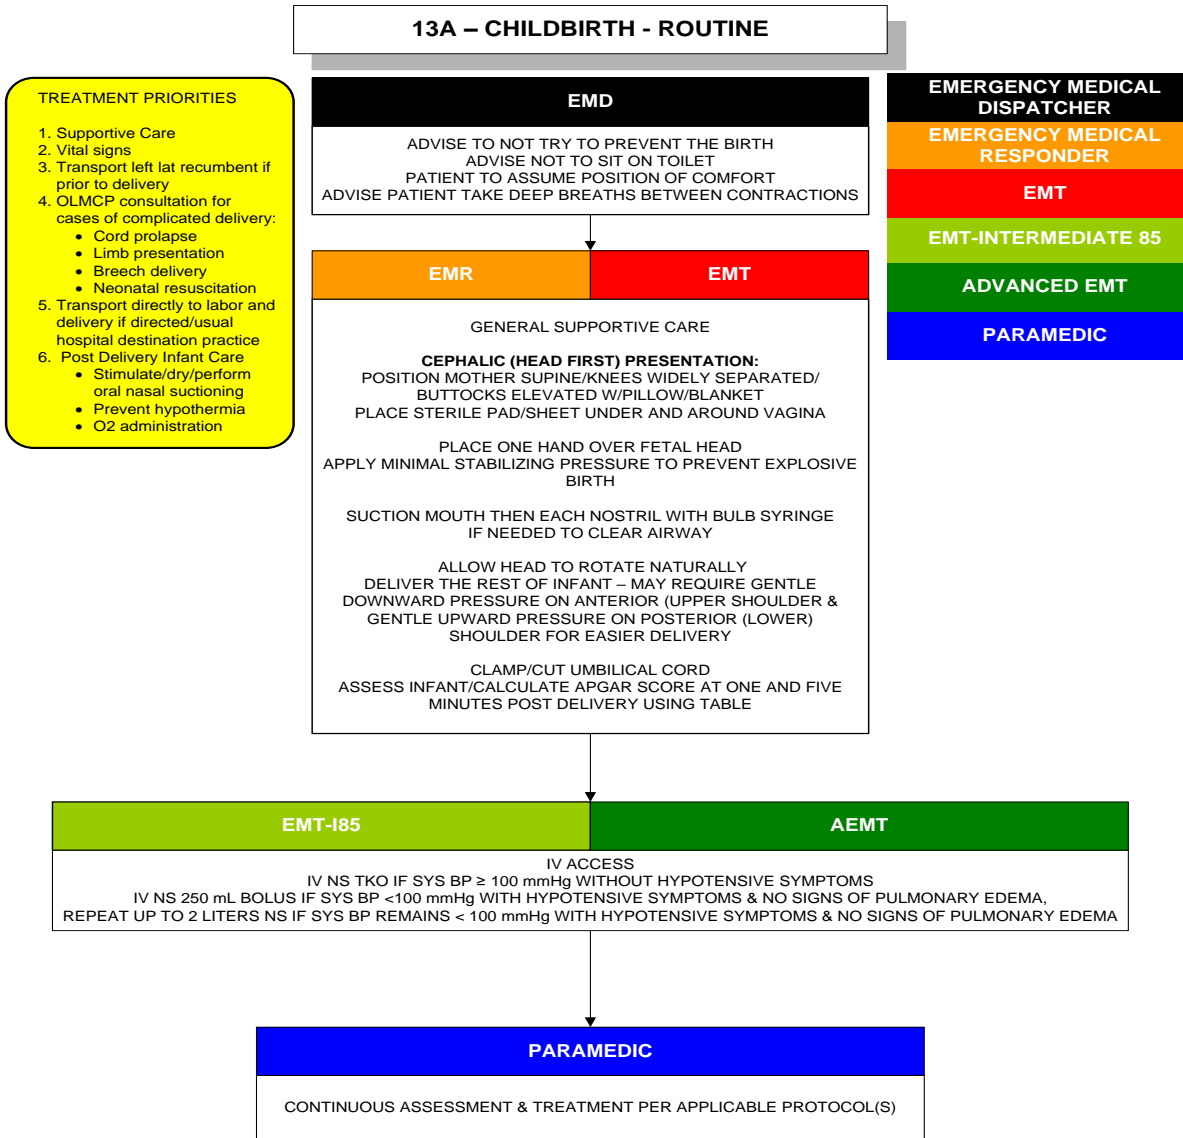 13A – CHILDBIRTH - ROUTINE
TREATMENT PRIORITIES
1. Supportive Care
2. Vital signs
3. Transport left lat recumbent if
prior to delivery
4. OLMCP consultation for
cases of complicated delivery:
• Cord prolapse
• Limb presentation
• Breech delivery
• Neonatal resuscitation
5. Transport directly to labor and
delivery if directed/usual
hospital destination practice
6. Post Delivery Infant Care
• Stimulate/dry/perform
oral nasal suctioning
• Prevent hypothermia
• O2 administration
EMD
ADVISE TO NOT TRY TO PREVENT THE BIRTH
ADVISE NOT TO SIT ON TOILET
PATIENT TO ASSUME POSITION OF COMFORT
ADVISE PATIENT TAKE DEEP BREATHS BETWEEN CONTRACTIONS
EMERGENCY MEDICAL
DISPATCHER
EMERGENCY MEDICAL
RESPONDER
EMT
EMT-INTERMEDIATE 85
ADVANCED EMT
PARAMEDIC
EMR
EMT
GENERAL SUPPORTIVE CARE
CEPHALIC (HEAD FIRST) PRESENTATION:
POSITION MOTHER SUPINE/KNEES WIDELY SEPARATED/
BUTTOCKS ELEVATED W/PILLOW/BLANKET
PLACE STERILE PAD/SHEET UNDER AND AROUND VAGINA
PLACE ONE HAND OVER FETAL HEAD
APPLY MINIMAL STABILIZING PRESSURE TO PREVENT EXPLOSIVE
BIRTH
SUCTION MOUTH THEN EACH NOSTRIL WITH BULB SYRINGE
IF NEEDED TO CLEAR AIRWAY
ALLOW HEAD TO ROTATE NATURALLY
DELIVER THE REST OF INFANT – MAY REQUIRE GENTLE
DOWNWARD PRESSURE ON ANTERIOR (UPPER SHOULDER &
GENTLE UPWARD PRESSURE ON POSTERIOR (LOWER)
SHOULDER FOR EASIER DELIVERY
CLAMP/CUT UMBILICAL CORD
ASSESS INFANT/CALCULATE APGAR SCORE AT ONE AND FIVE
MINUTES POST DELIVERY USING TABLE
EMT-I85
AEMT
IV ACCESS
IV NS TKO IF SYS BP ≥ 100 mmHg WITHOUT HYPOTENSIVE SYMPTOMS
IV NS 250 mL BOLUS IF SYS BP <100 mmHg WITH HYPOTENSIVE SYMPTOMS & NO SIGNS OF PULMONARY EDEMA,
REPEAT UP TO 2 LITERS NS IF SYS BP REMAINS < 100 mmHg WITH HYPOTENSIVE SYMPTOMS & NO SIGNS OF PULMONARY EDEMA
PARAMEDIC
CONTINUOUS ASSESSMENT & TREATMENT PER APPLICABLE PROTOCOL(S)